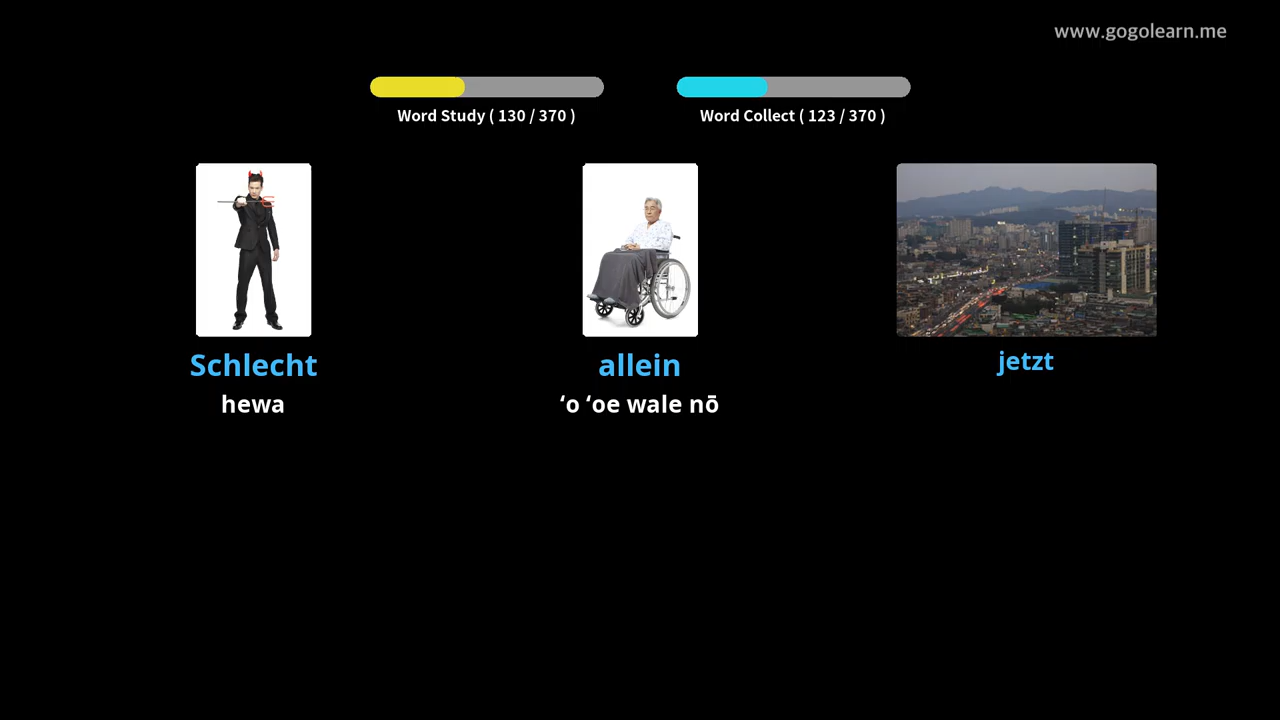 www.gogolearn.me
Word Study ( 130 / 370 )
Word Collect ( 123 / 370 )
Schlecht
hewa
allein
ʻo ʻoe wale nō
jetzt